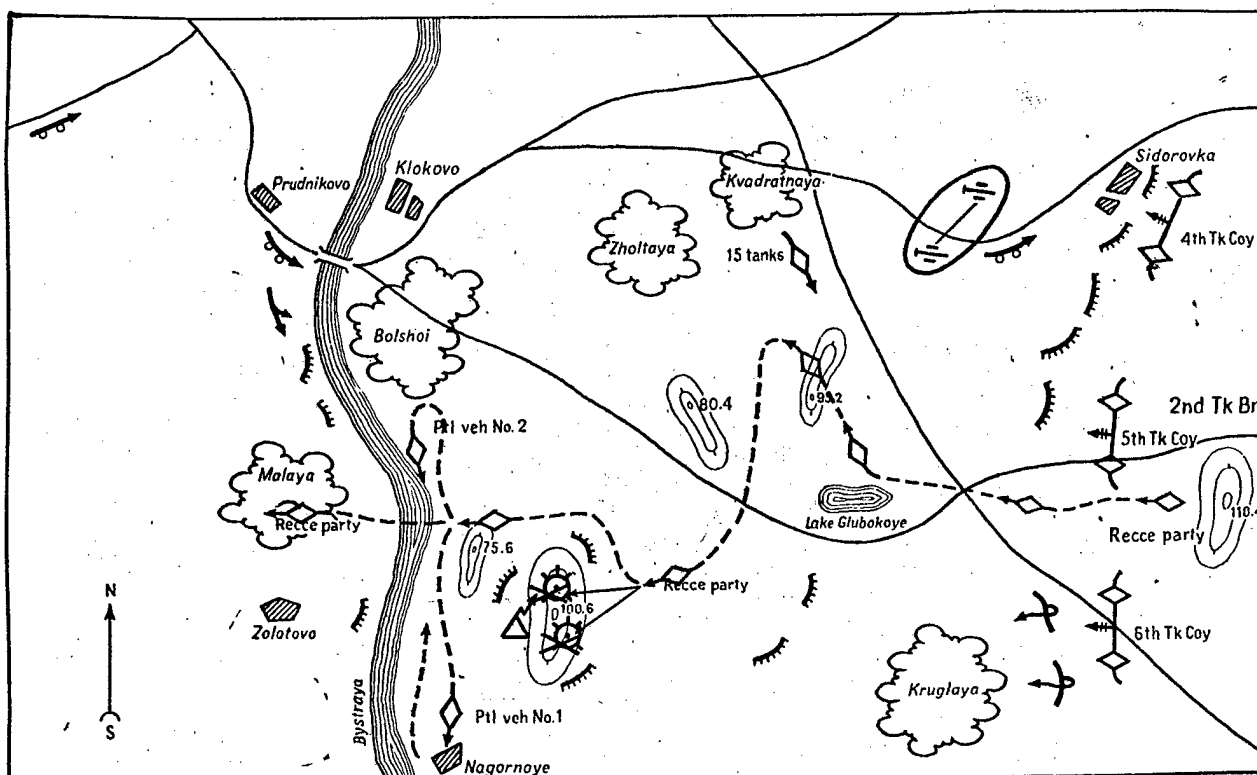 Prudnikovo
Klokovo
Kvadratnaya
Sidorovka
Zholtaya
15 tanks
4th Tk Coy
Bolshoi
80.4
2nd Tk Br
Ptl veh No.2
5th Tk Coy
Malaya
Recce party
75.6
Lake Glubokoye
110.4
Recce party
Recce party
100.6
N
Zolotovo
6th Tk Coy
Kruglaya
Bystraya
Ptl veh No.1
S
Nagornoye